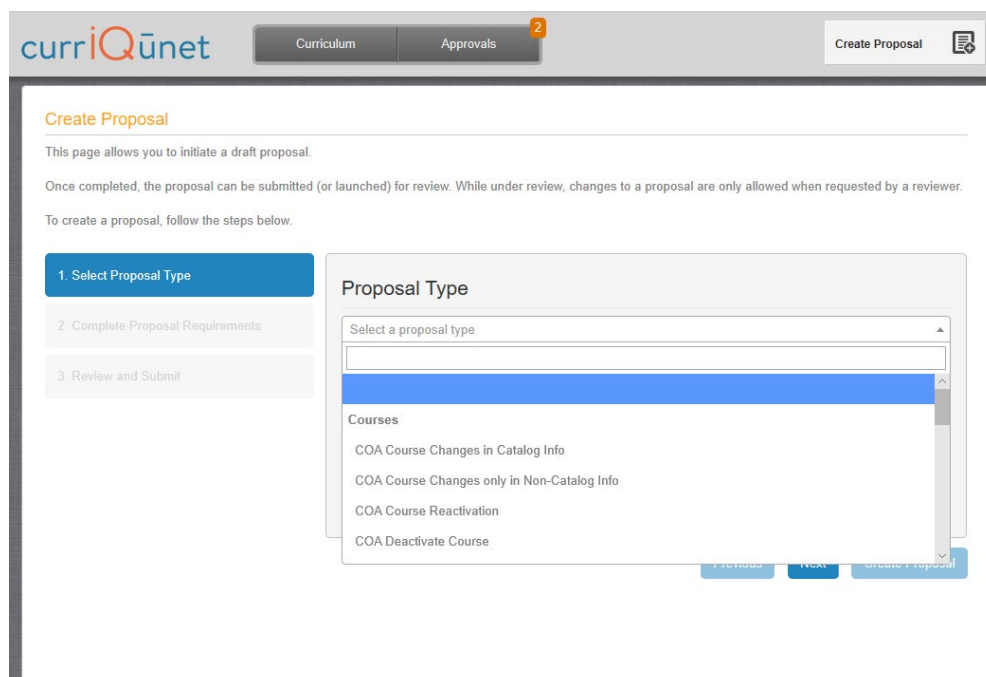 curriQūnet
Curriculum
Approvals
2
Create Proposal
Create Proposal
This page allows you to initiate a draft proposal.
Once completed, the proposal can be submitted (or launched) for review. While under review, changes to a proposal are only allowed when requested by a reviewer.
To create a proposal, follow the steps below.
1. Select Proposal Type
2. Complete Proposal Requirements
3. Review and Submit
Proposal Type
Select a proposal type
Courses
COA Course Changes in Catalog Info
COA Course Changes only in Non-Catalog Info
COA Course Reactivation
COA Deactivate Course
Previous
Next
Create Proposal